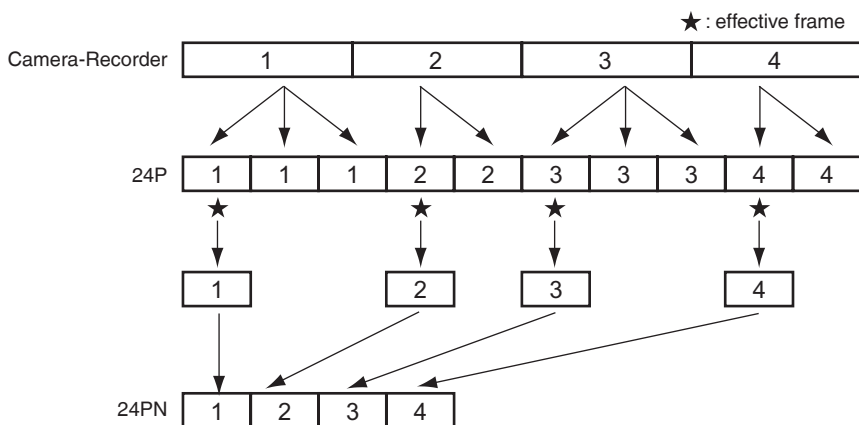 ★ : effective frame
Camera-Recorder 1 2 3 4
24P 1 1 1 2 2 3 3 3 4 4
★ ★ ★ ★
1 2 3 4
24PN 1 2 3 4